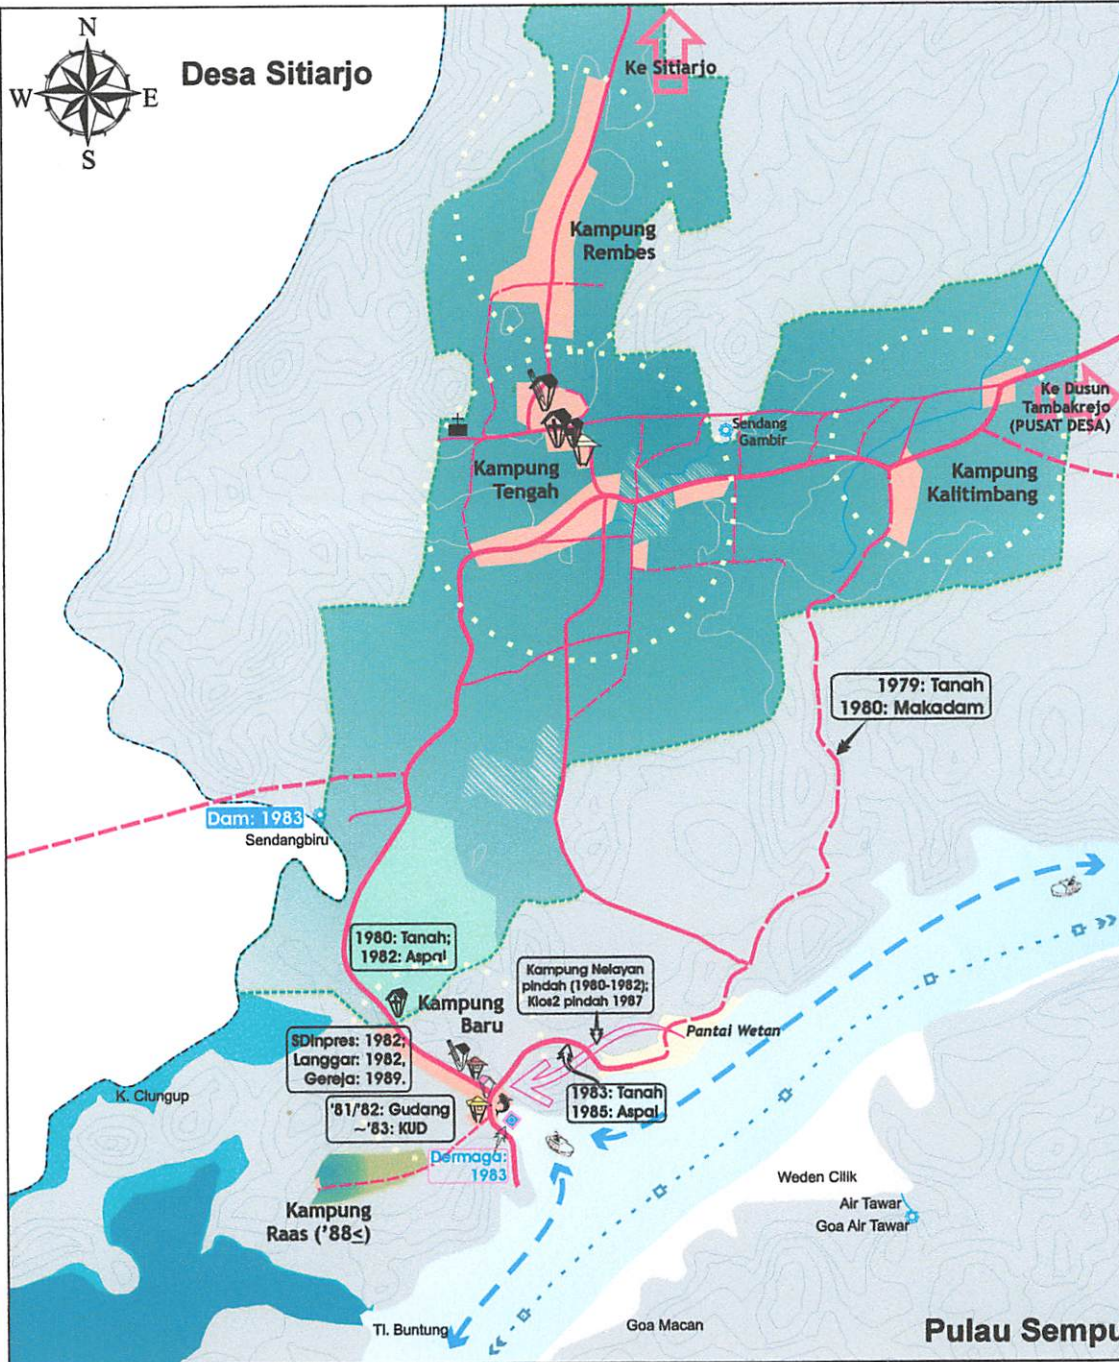 N
W
E
S
Desa Sitiarjo
Ke Sitiarjo
Kampung
Rembes
Ke Dusun
Tambakrejo
(PUSAT DESA)
Sendang
Gambir
Kampung
Tengah
Kampung
Kalitimbang
1979: Tanah
1980: Makadam
Dam: 1983
Sendangbiru
1980: Tanah;
1982: Aspal
Kampung Nelayan
pindah (1980-1982);
Kios2 pindah 1987
Kampung
Baru
Pantai Wetan
SDInpres: 1982;
Langgar: 1982,
Gereja: 1989.
1983: Tanah
1985: Aspal
K. Clungup
'81/'82: Gudang
~'83: KUD
Dermaga:
1983
Weden Cilik
Air Tawar
Goa Air Tawar
Kampung
Raas ('88≤)
Tl. Buntung
Goa Macan
Pulau Sempu